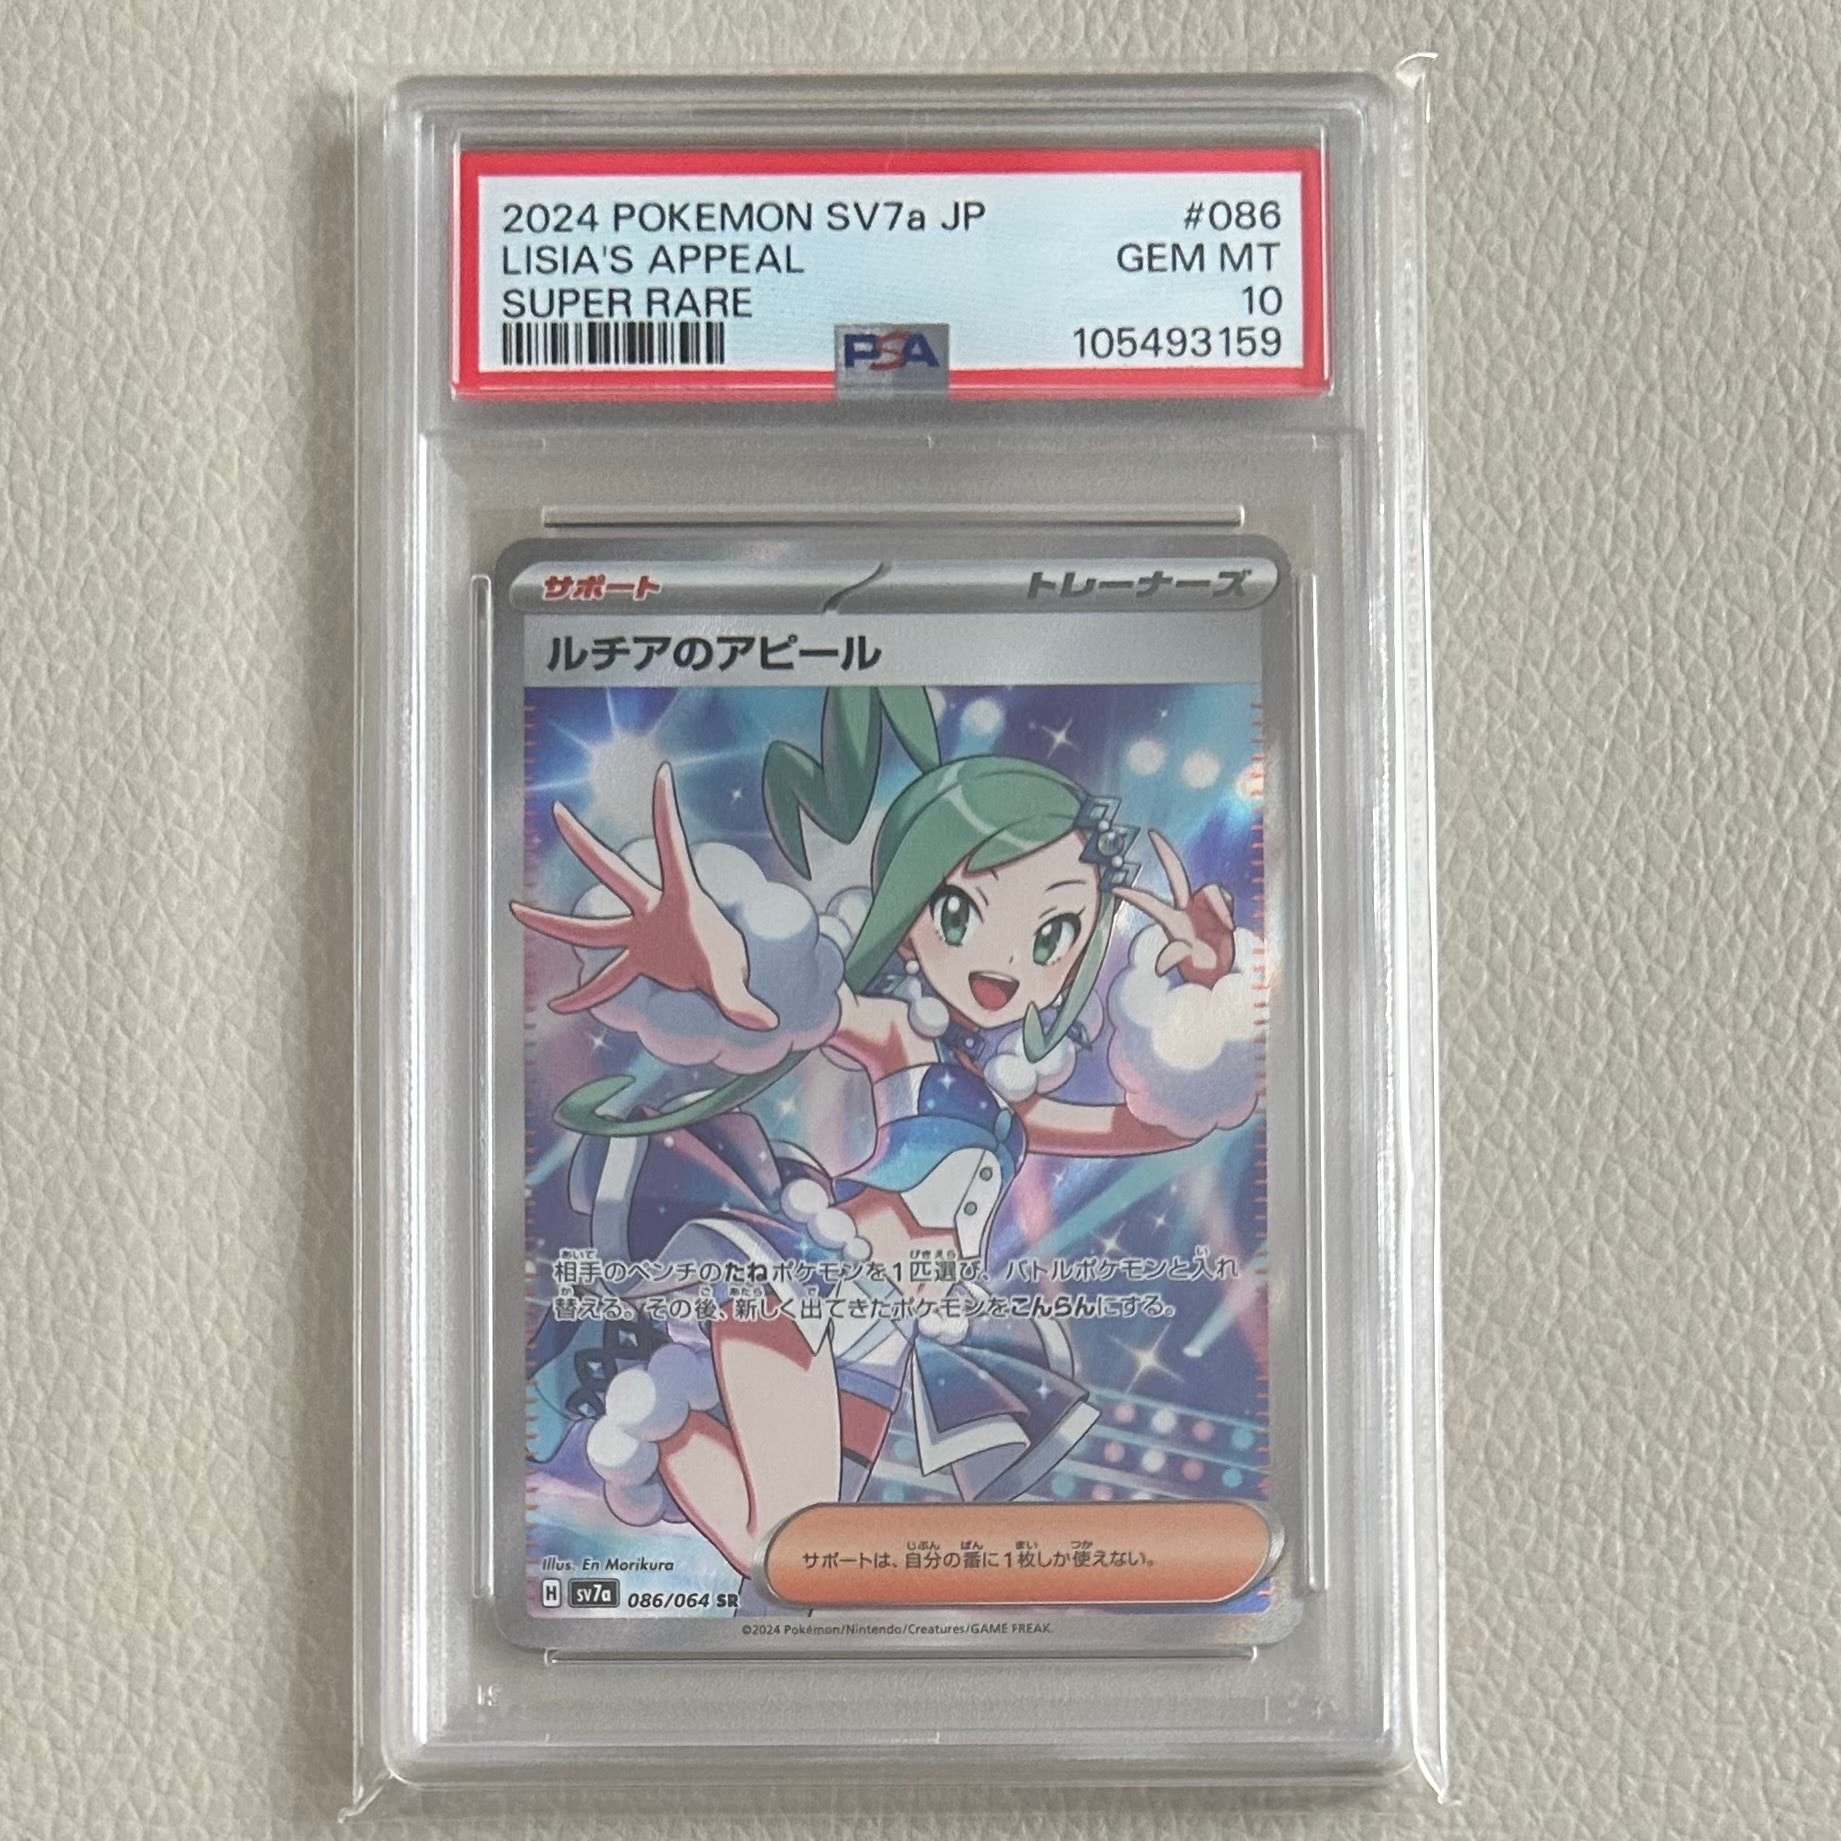 2024 POKEMON SV7a JP #086
LISIA'S APPEAL GEM MT
SUPER RARE 10
PSA 105493159
サポート トレーナーズ
ルチアのアピール
相手のベンチのたねポケモンを1匹選び、バトルポケモンと入れ
替える。その後、新しく出てきたポケモンをこんらんにする。
サポートは、自分の番に1枚しか使えない。
Illus. En Morikura
H sv7a 086/064 SR
©2024 Pokémon/Nintendo/Creatures/GAME FREAK.